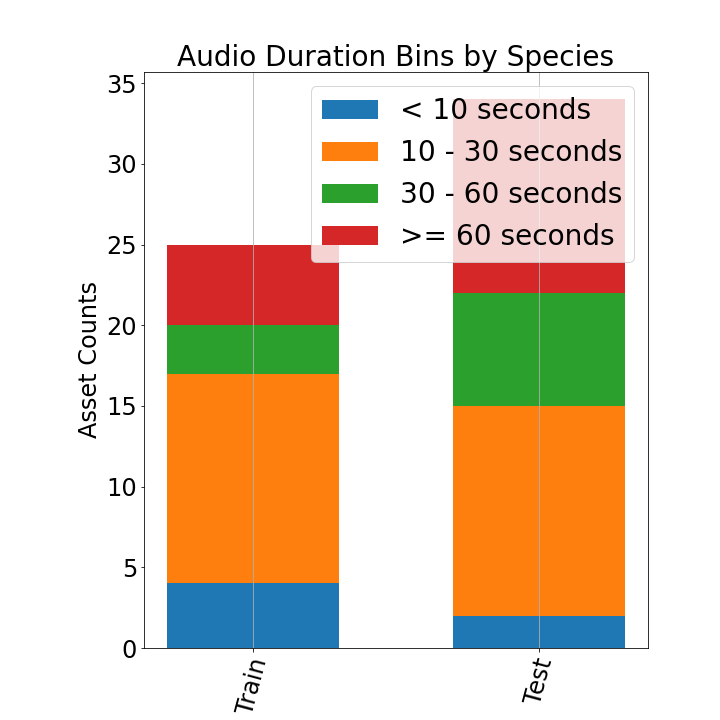 Audio Duration Bins by Species
35
30
25
20
15
10
5
0
Asset Counts
< 10 seconds
10 - 30 seconds
30 - 60 seconds
>= 60 seconds
Train
Test